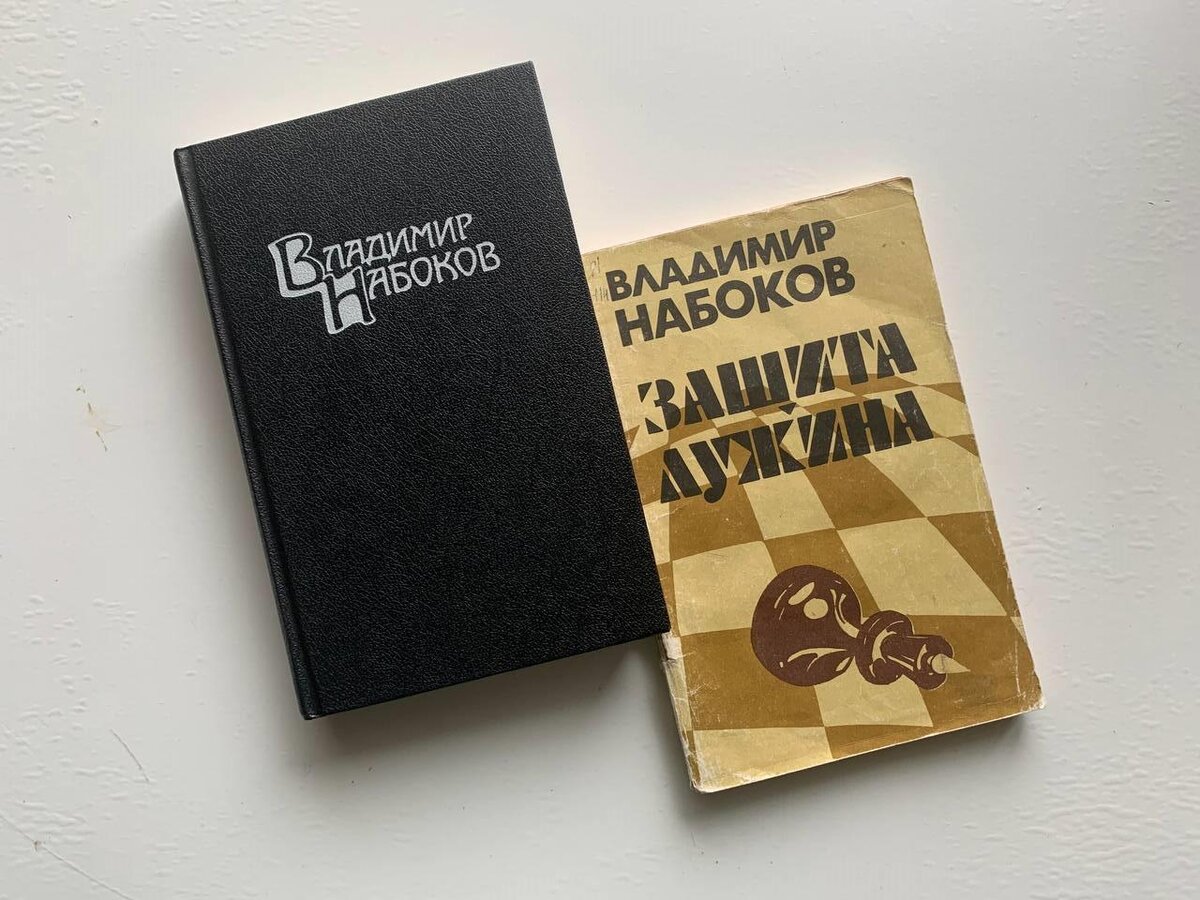 Владимир
Набоков
ВЛАДИМИР
НАБОКОВ
ЗАЩИТА
ЛУЖИНА